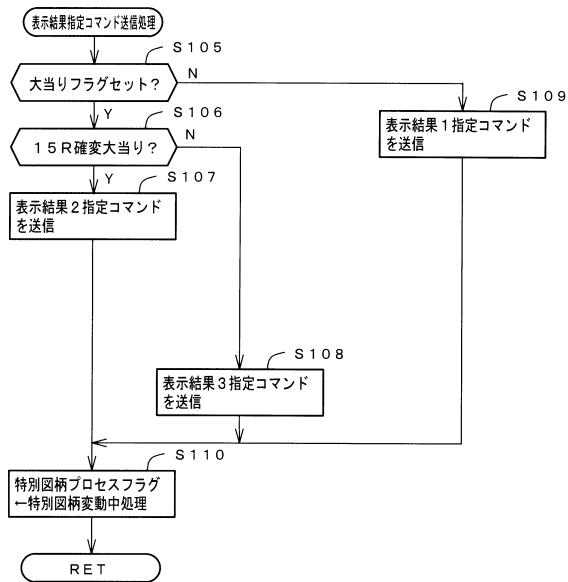 表示結果指定コマンド送信処理
S105
大当りフラグセット?
N
Y
S106
15R確変大当り?
N
Y
S107
表示結果2指定コマンド
を送信
S109
表示結果1指定コマンド
を送信
S108
表示結果3指定コマンド
を送信
S110
特別図柄プロセスフラグ
←特別図柄変動中処理
RET